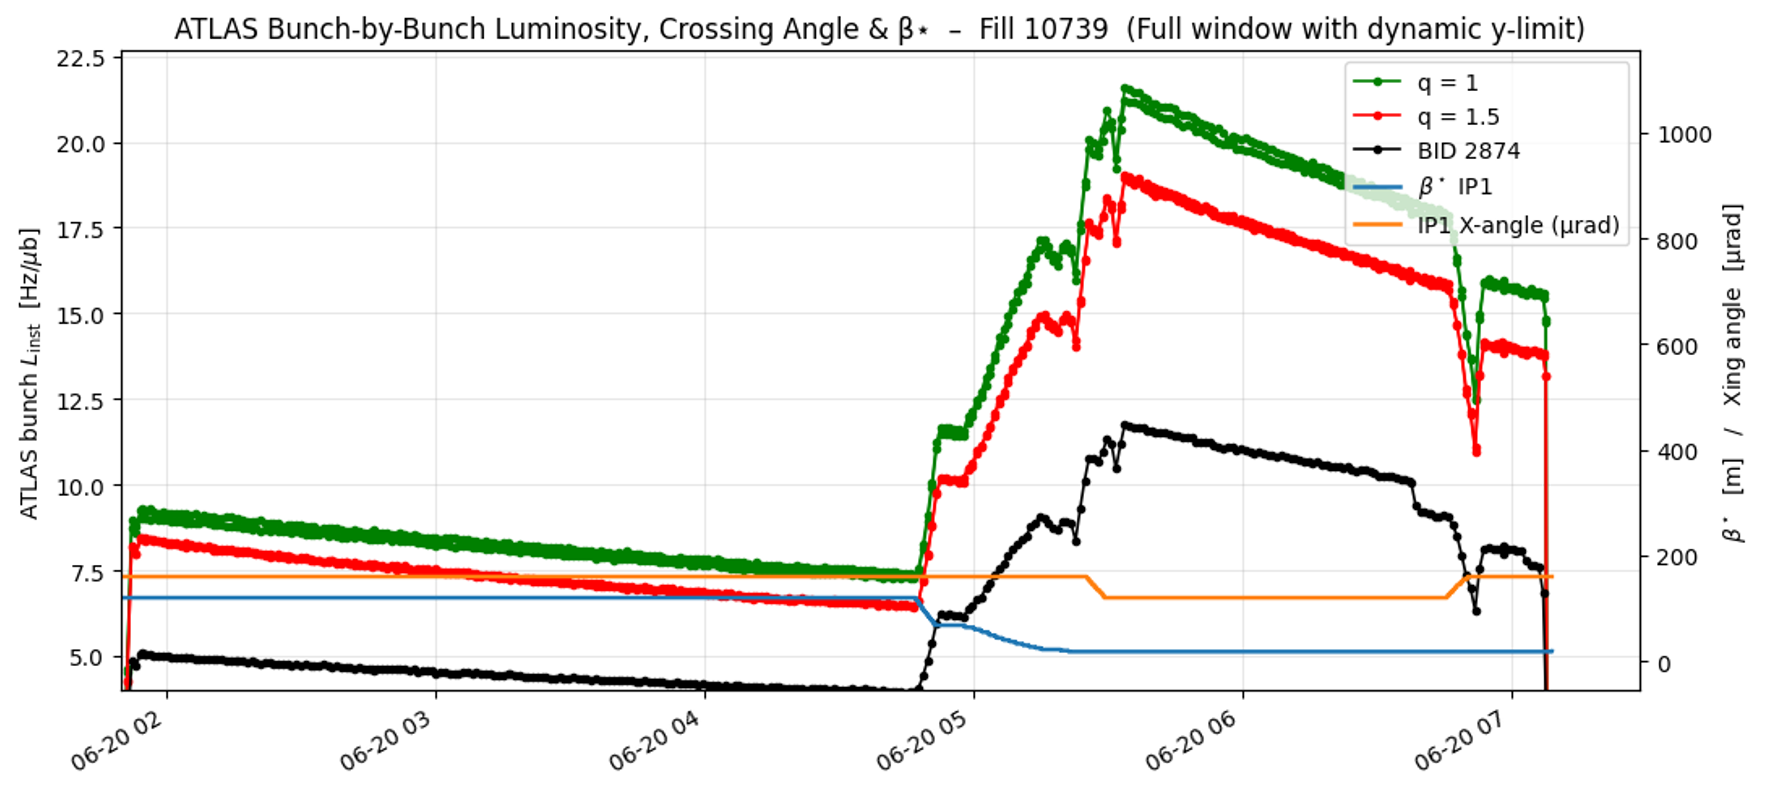 ATLAS Bunch-by-Bunch Luminosity, Crossing Angle & β⋆ – Fill 10739 (Full window with dynamic y-limit)
ATLAS bunch L_inst [Hz/μb]
22.5
20.0
17.5
15.0
12.5
10.0
7.5
5.0
q = 1
q = 1.5
BID 2874
β⋆ IP1
IP1 X-angle (μrad)
1000
800
600
400
200
0
β⋆ [m] / Xing angle [μrad]
06-20 02
06-20 03
06-20 04
06-20 05
06-20 06
06-20 07